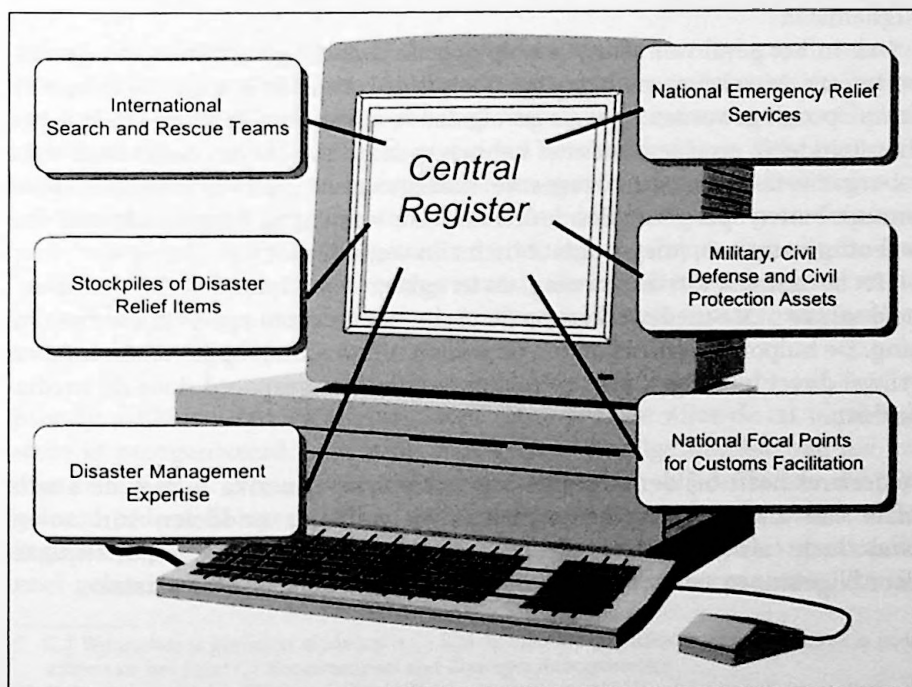 International
Search and Rescue Teams
National Emergency Relief
Services
Central
Register
Stockpiles of Disaster
Relief Items
Military, Civil
Defense and Civil
Protection Assets
Disaster Management
Expertise
National Focal Points
for Customs Facilitation